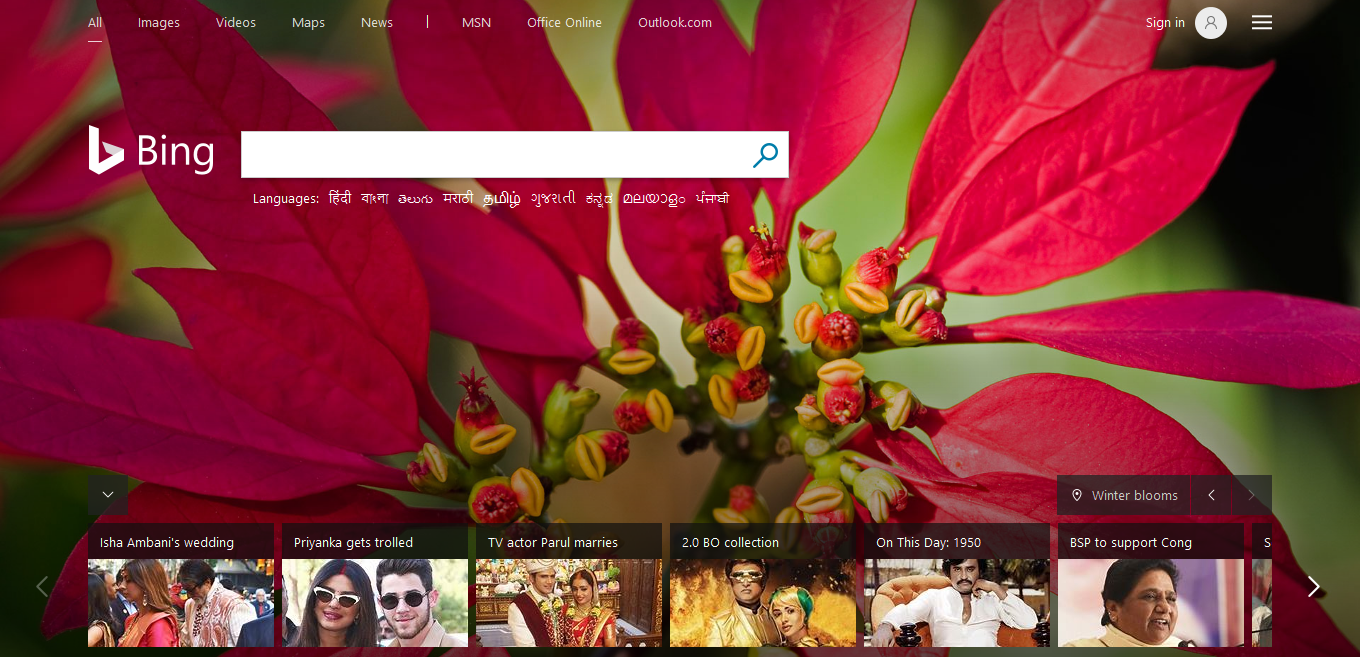 All Images Videos Maps News | MSN Office Online Outlook.com Sign in
Bing
Languages: हिंदी বাংলা తెలుగు मराठी தமிழ் ગુજરાતી ಕನ್ನಡ മലയാളം ਪੰਜਾਬੀ
Winter blooms
Isha Ambani's wedding
Priyanka gets trolled
TV actor Parul marries
2.0 BO collection
On This Day: 1950
BSP to support Cong
S